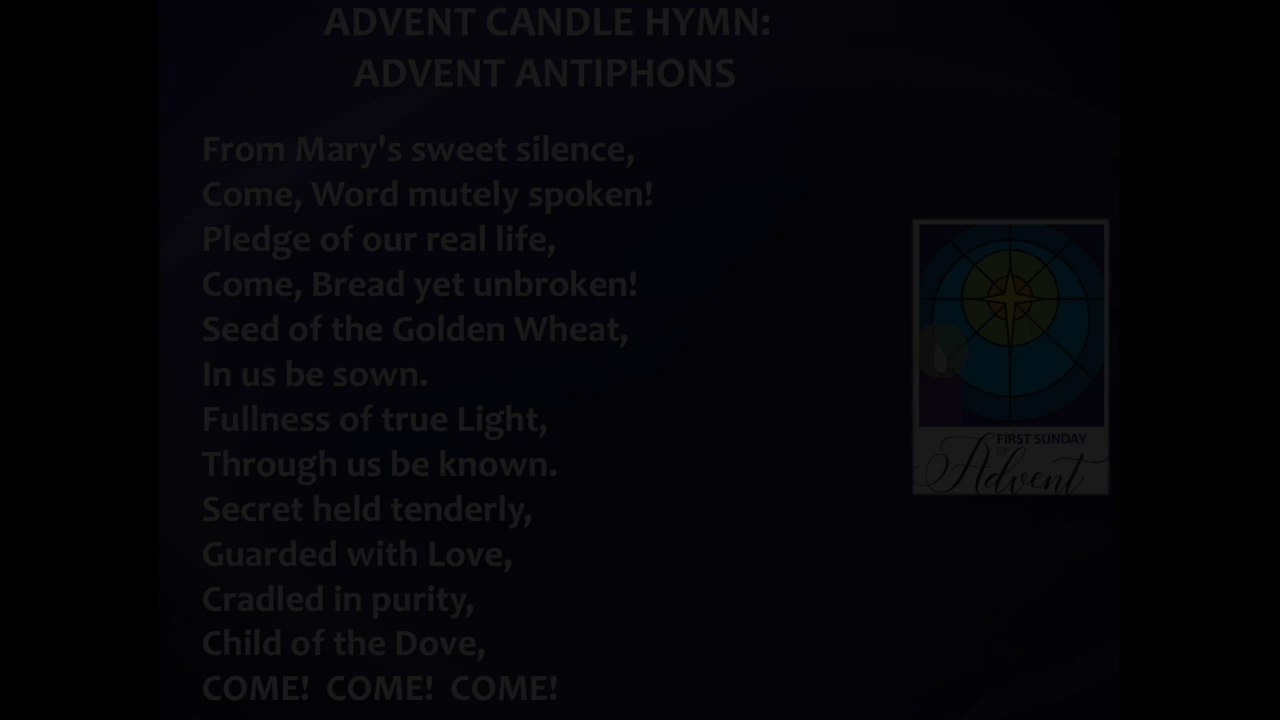 ADVENT CANDLE HYMN:
ADVENT ANTIPHONS
From Mary's sweet silence,
Come, Word mutely spoken!
Pledge of our real life,
Come, Bread yet unbroken!
Seed of the Golden Wheat,
In us be sown.
Fullness of true Light,
Through us be known.
Secret held tenderly,
Guarded with Love,
Cradled in purity,
Child of the Dove,
COME!  COME!  COME!
FIRST SUNDAY
OF
Advent